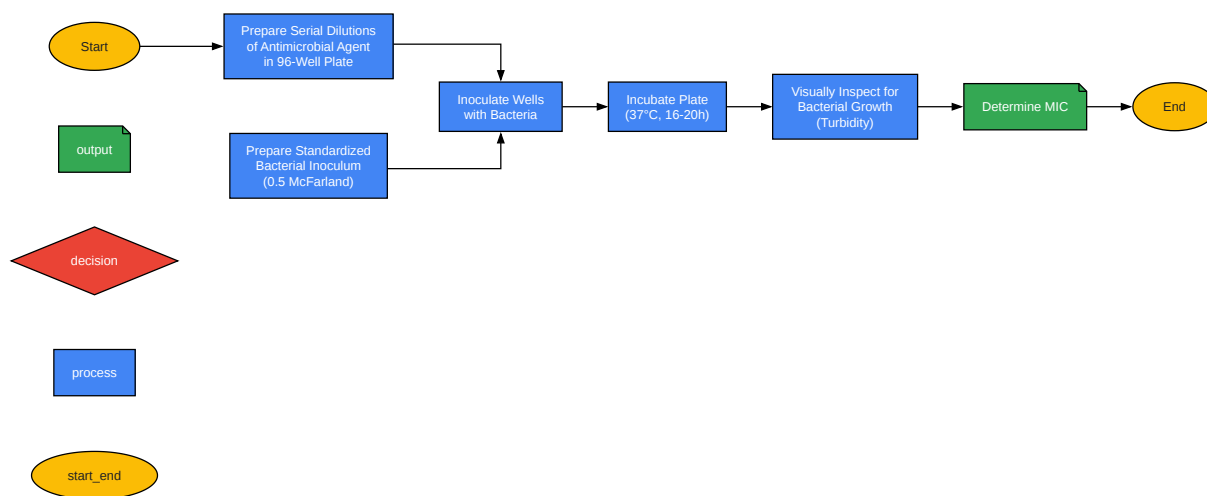 Start
Prepare Serial Dilutions
of Antimicrobial Agent
in 96-Well Plate
Inoculate Wells
with Bacteria
Incubate Plate
(37°C, 16-20h)
Visually Inspect for
Bacterial Growth
(Turbidity)
Determine MIC
End
output
Prepare Standardized
Bacterial Inoculum
(0.5 McFarland)
decision
process
start_end